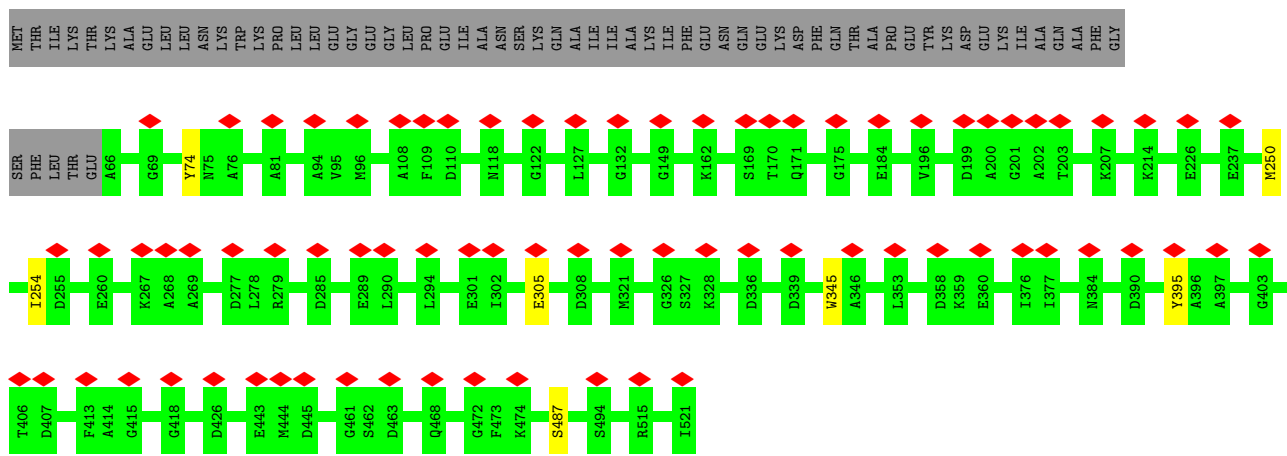 MET THR ILE LYS THR LYS ALA GLU LEU LEU ASN LYS TRP LYS PRO LEU LEU GLU GLY GLU GLY LEU PRO GLU ILE ALA ASN SER LYS GLN ALA ILE ILE ALA LYS ILE PHE GLU ASN GLN GLU LYS ASP PHE GLN THR ALA PRO GLU TYR LYS ASP GLU LYS ILE ALA GLN ALA PHE GLY
SER PHE LEU THR GLU A66 G69 Y74 N75 A76 A81 A94 V95 M96 A108 F109 D110 N118 G122 L127 G132 G149 K162 S169 T170 Q171 G175 E184 V196 D199 A200 G201 A202 T203 K207 K214 E226 E237 M250
I254 D255 E260 K267 A268 A269 D277 L278 R279 D285 E289 L290 L294 E301 I302 E305 D308 M321 G326 S327 K328 D336 D339 W345 A346 L353 D358 K359 E360 I376 I377 N384 D390 Y395 A396 A397 G403
T406 D407 F413 A414 G415 G418 D426 E443 M444 D445 G461 S462 D463 Q468 G472 F473 K474 S487 S494 R515 I521